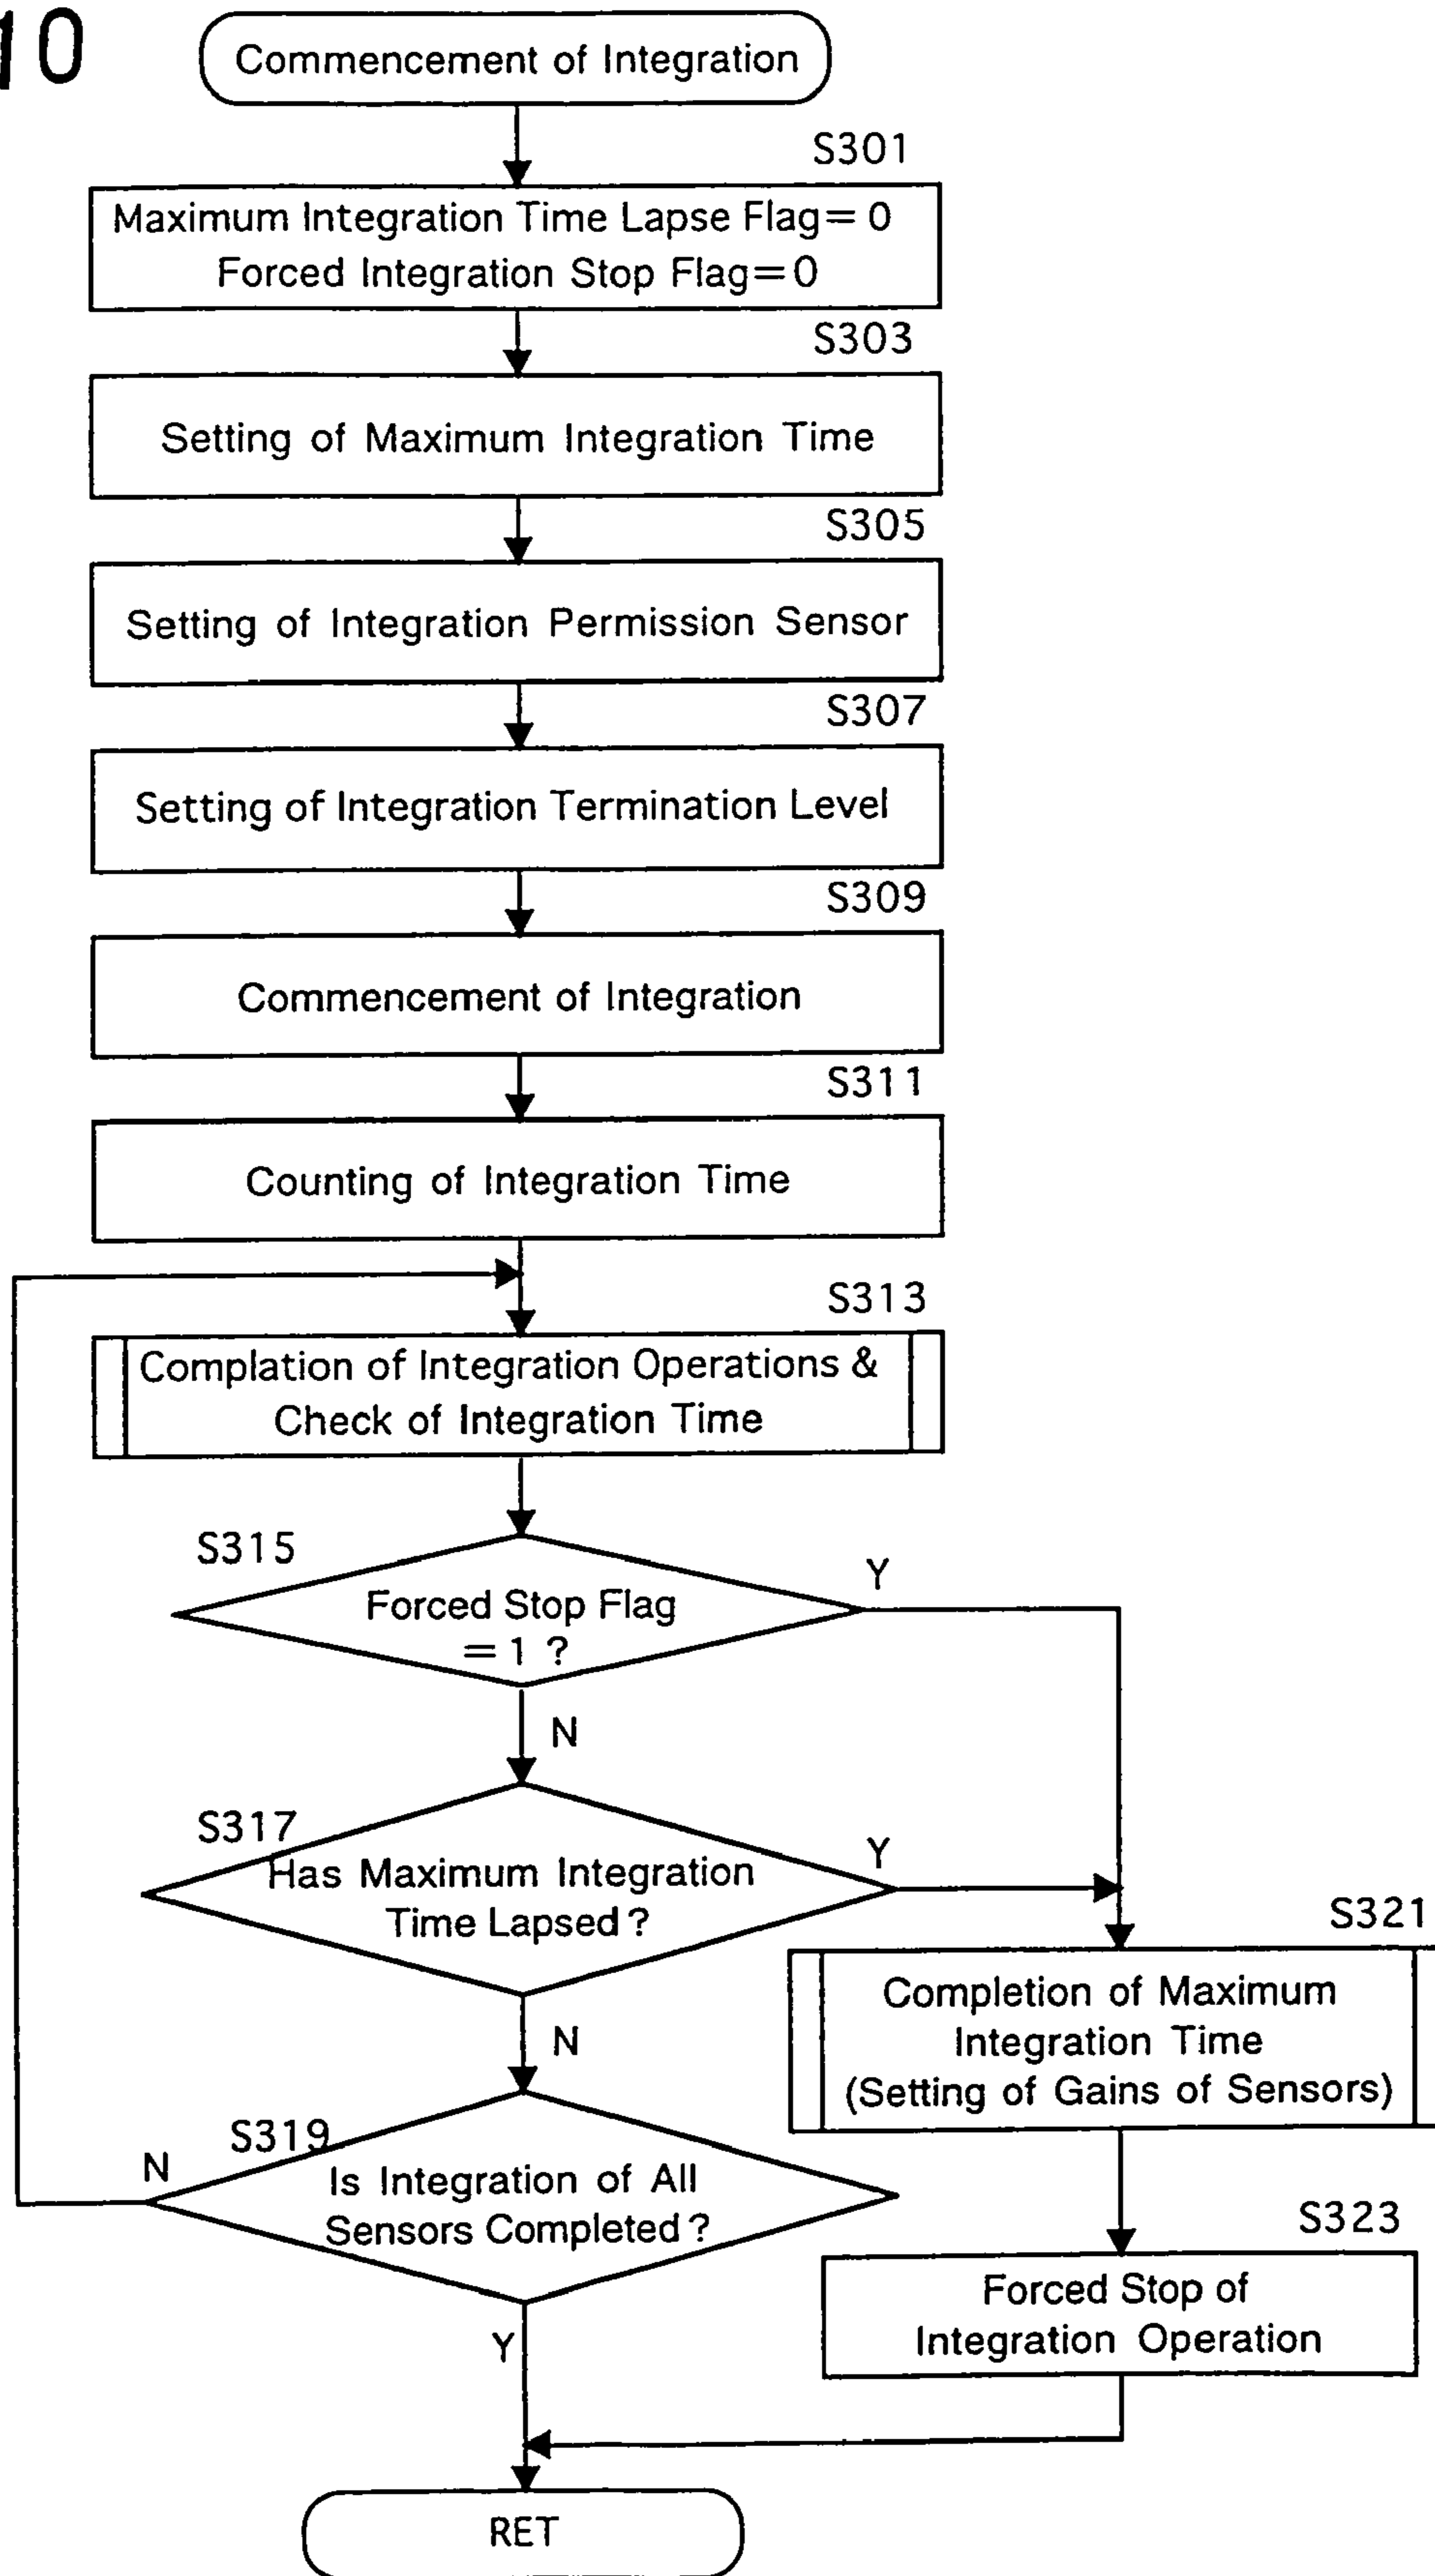 10
Commencement of Integration
S301
Maximum Integration Time Lapse Flag=0
Forced Integration Stop Flag=0
S303
Setting of Maximum Integration Time
S305
Setting of Integration Permission Sensor
S307
Setting of Integration Termination Level
S309
Commencement of Integration
S311
Counting of Integration Time
S313
Complation of Integration Operations &
Check of Integration Time
S315
Y
Forced Stop Flag
=1 ?
N
S317
Y
Has Maximum Integration
Time Lapsed?
S321
Completion of Maximum
Integration Time
(Setting of Gains of Sensors)
N
S319
N
Is Integration of All
Sensors Completed?
S323
Forced Stop of
Integration Operation
Y
RET